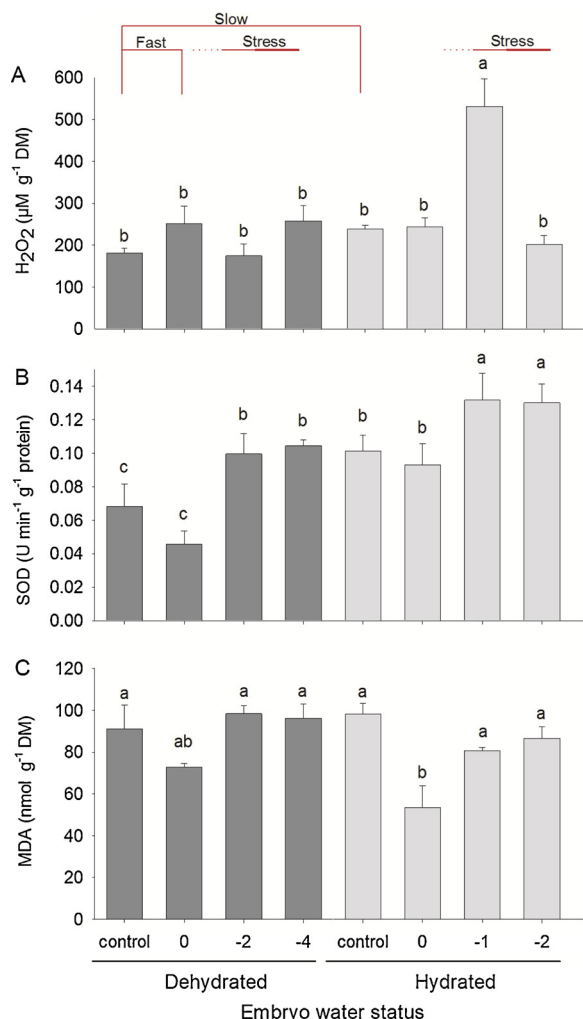 Slow
Fast
Stress
Stress
A
600
500
400
300
200
100
0
H₂O₂ (µM g⁻¹ DM)
b
b
b
b
b
b
a
b
B
0.14
0.12
0.10
0.08
0.06
0.04
0.02
0.00
SOD (U min⁻¹ g⁻¹ protein)
c
c
b
b
b
b
a
a
C
120
100
80
60
40
20
0
MDA (nmol g⁻¹ DM)
a
ab
a
a
a
b
a
a
control 0 -2 -4 control 0 -1 -2
Dehydrated Hydrated
Embryo water status